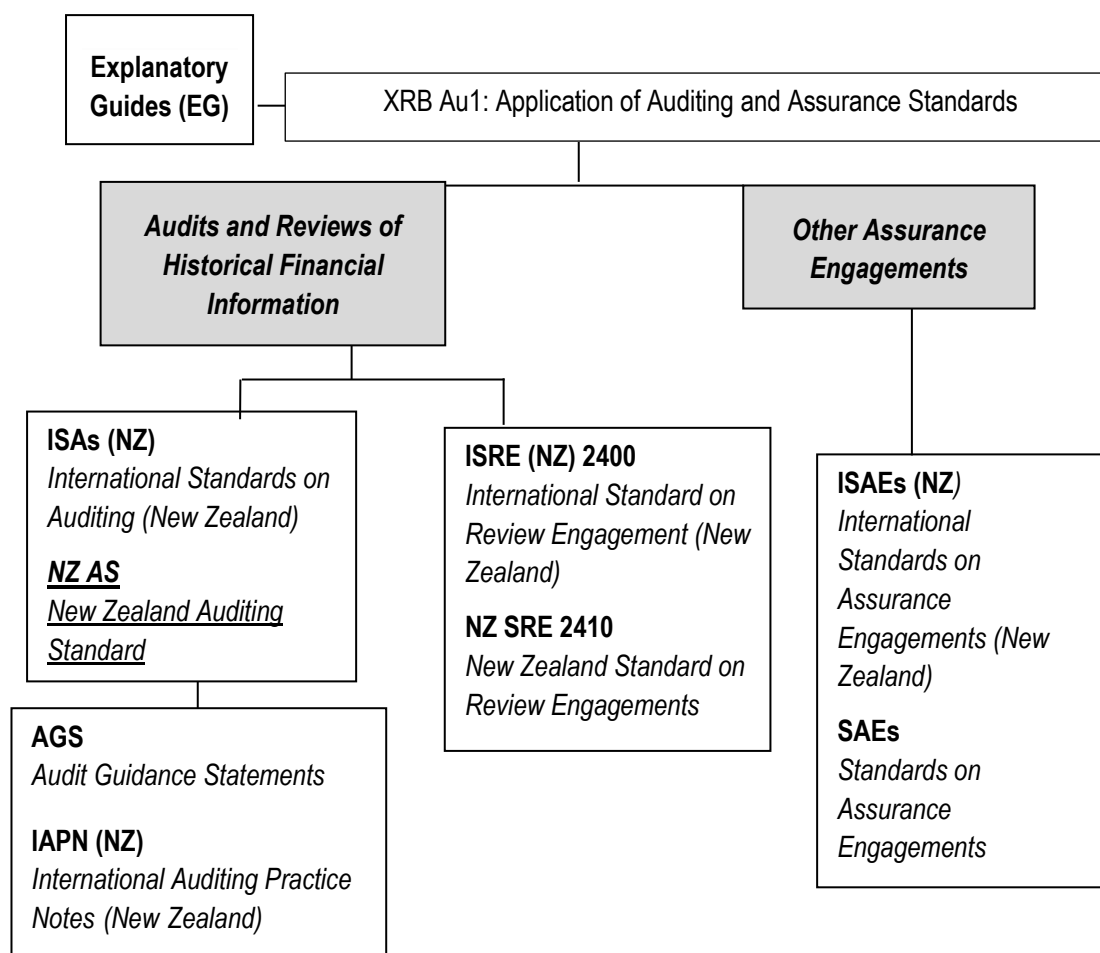 Explanatory
Guides (EG)
XRB Au1: Application of Auditing and Assurance Standards
Audits and Reviews of
Historical Financial
Information
Other Assurance
Engagements
ISAs (NZ)
International Standards on
Auditing (New Zealand)
NZ AS
New Zealand Auditing
Standard
ISRE (NZ) 2400
International Standard on
Review Engagement (New
Zealand)
NZ SRE 2410
New Zealand Standard on
Review Engagements
ISAEs (NZ)
International
Standards on
Assurance
Engagements (New
Zealand)
SAEs
Standards on
Assurance
Engagements
AGS
Audit Guidance Statements
IAPN (NZ)
International Auditing Practice
Notes (New Zealand)